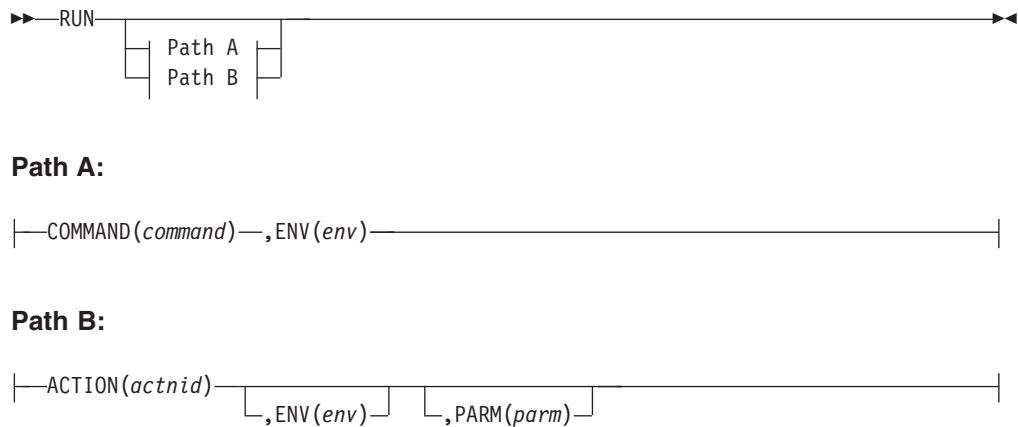 RUN
Path A
Path B
Path A:
COMMAND(command) ,ENV(env)
Path B:
ACTION(actnid)
,ENV(env) ,PARM(parm)